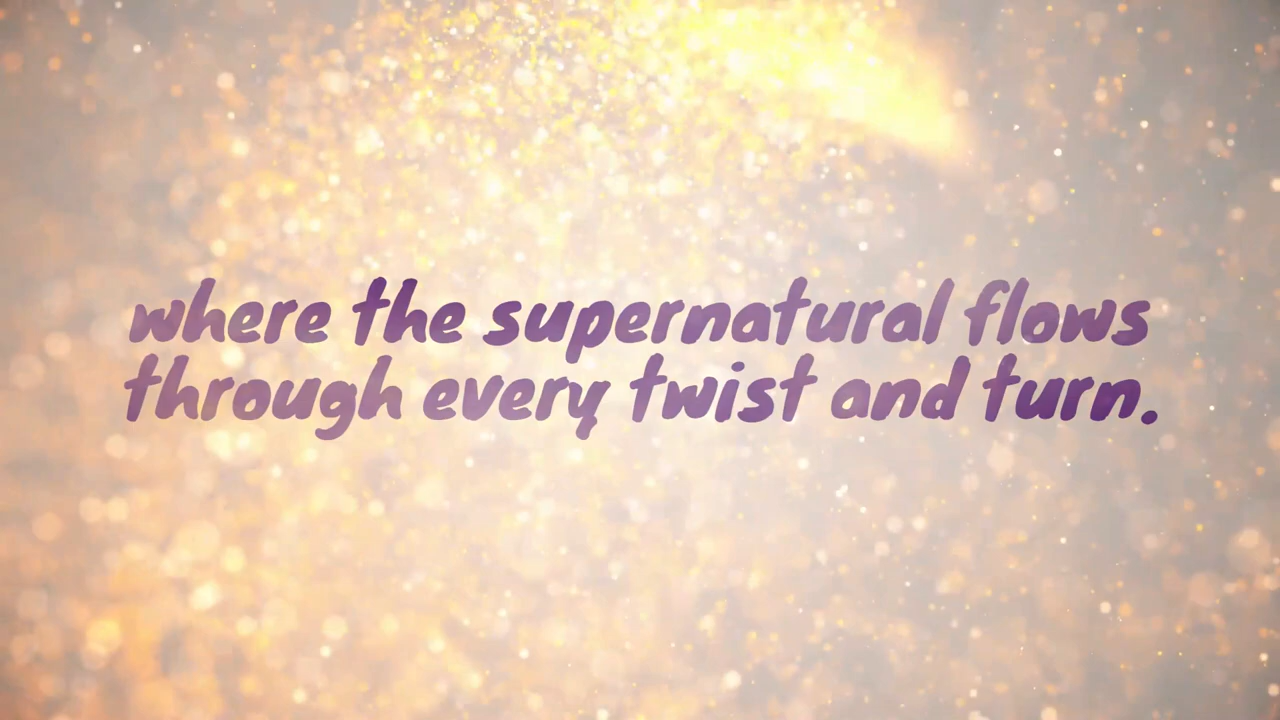 where the supernatural flows
through every twist and turn.